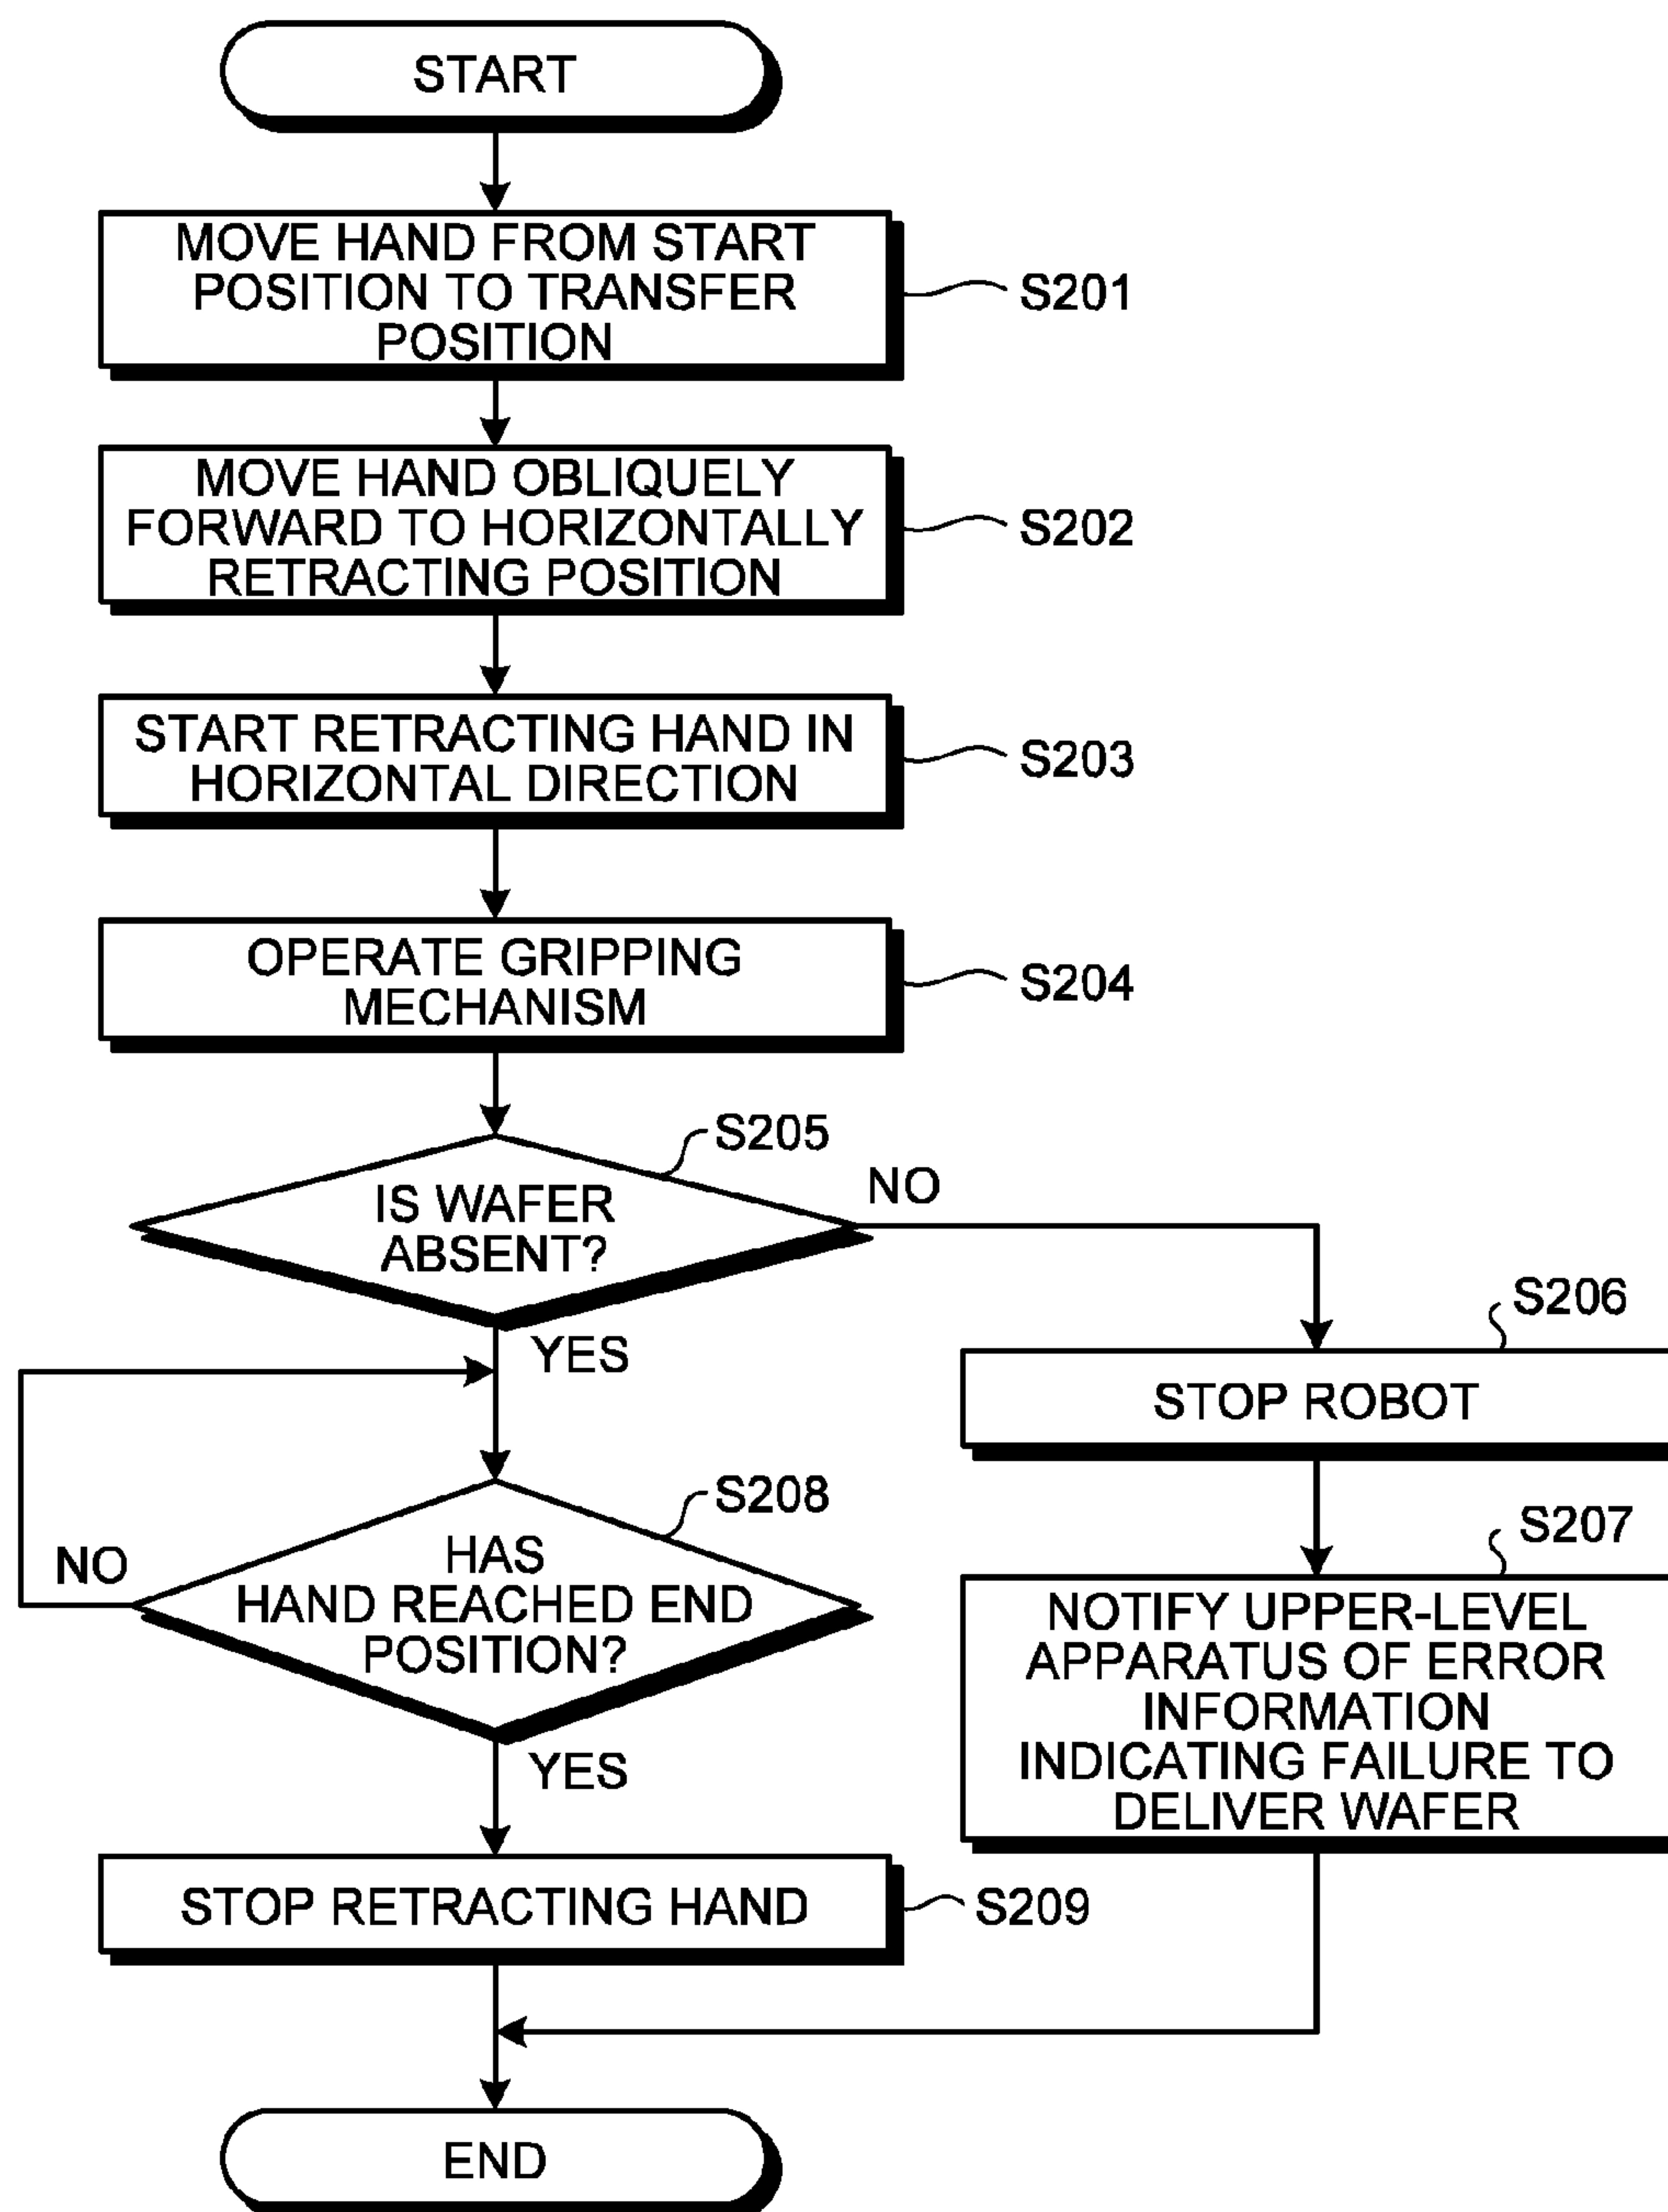 START
MOVE HAND FROM START
POSITION TO TRANSFER
POSITION
S201
MOVE HAND OBLIQUELY
FORWARD TO HORIZONTALLY
RETRACTING POSITION
S202
START RETRACTING HAND IN
HORIZONTAL DIRECTION
S203
OPERATE GRIPPING
MECHANISM
S204
S205
IS WAFER
ABSENT?
NO
YES
S206
STOP ROBOT
S207
NOTIFY UPPER-LEVEL
APPARATUS OF ERROR
INFORMATION
INDICATING FAILURE TO
DELIVER WAFER
S208
HAS
HAND REACHED END
POSITION?
NO
YES
STOP RETRACTING HAND
S209
END